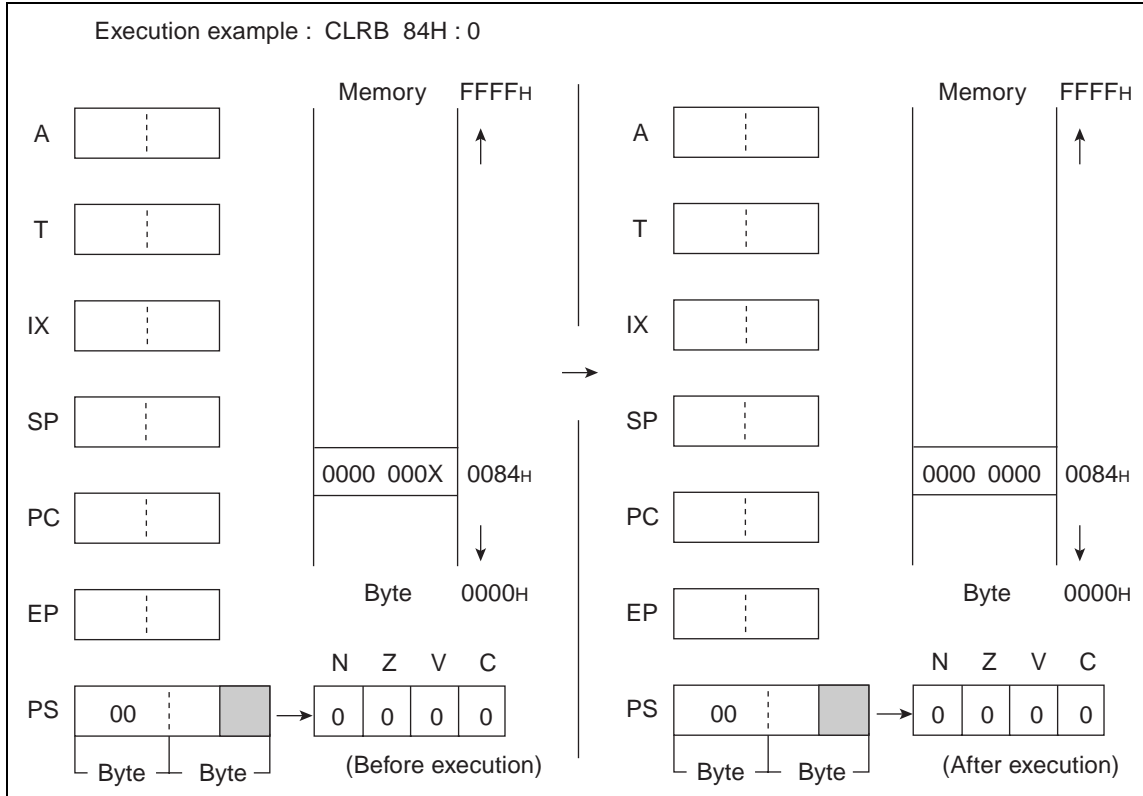 Execution example : CLRB 84H : 0
Memory FFFFH
A
T
IX
SP
0000 000X 0084H
PC
Byte 0000H
EP
N Z V C
PS 00 0 0 0 0
Byte Byte (Before execution)
Memory FFFFH
A
T
IX
SP
0000 0000 0084H
PC
Byte 0000H
EP
N Z V C
PS 00 0 0 0 0
Byte Byte (After execution)